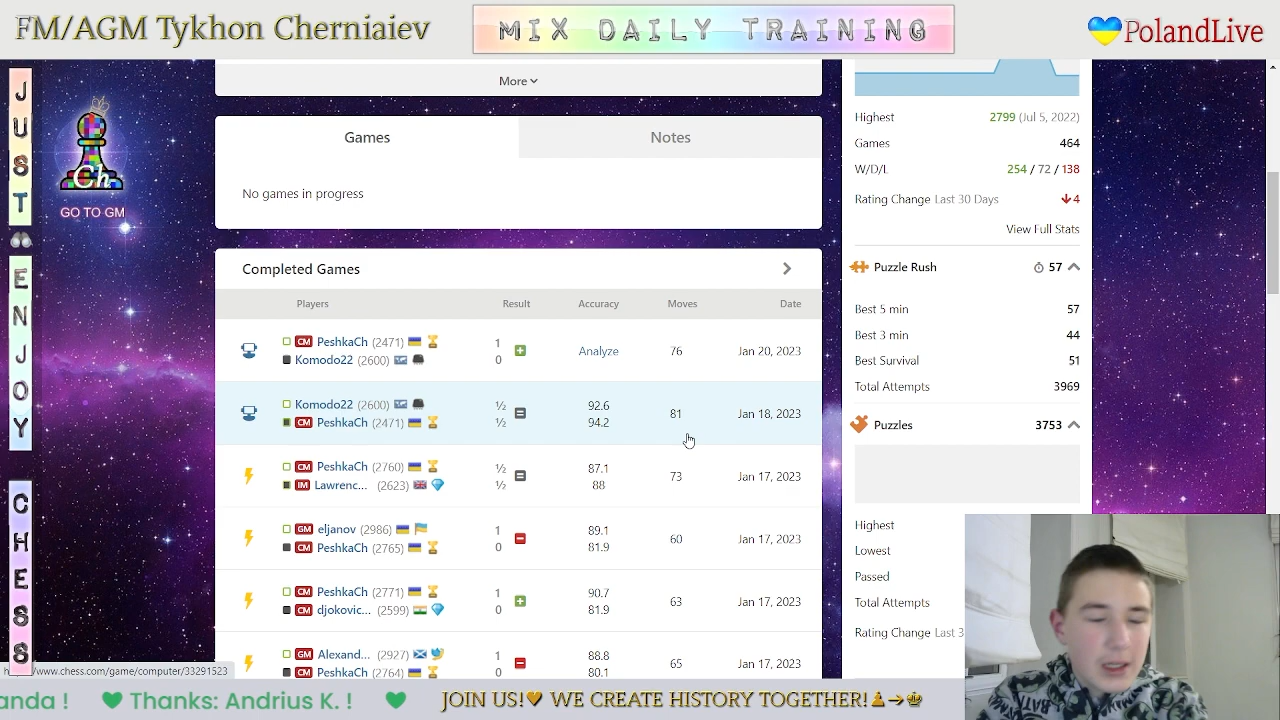 FM/AGM Tykhon Cherniaiev
MIX DAILY TRAINING
PolandLive
JUST
ENJOY
CHESS
Ch
GO TO GM
More
Games
Notes
No games in progress
Completed Games
Players Result Accuracy Moves Date
CM PeshkaCh (2471) 1
Komodo22 (2600) 0
Analyze 76 Jan 20, 2023
Komodo22 (2600) ½ 92.6
CM PeshkaCh (2471) ½ 94.2
81 Jan 18, 2023
CM PeshkaCh (2760) ½ 87.1
IM Lawrenc... (2623) ½ 88
73 Jan 17, 2023
GM eljanov (2986) 1 89.1
CM PeshkaCh (2765) 0 81.9
60 Jan 17, 2023
CM PeshkaCh (2771) 1 90.7
CM djokovic... (2599) 0 81.9
63 Jan 17, 2023
GM Alexand... (2927) 1 88.8
CM PeshkaCh (2764) 0 80.1
65 Jan 17, 2023
Highest 2799 (Jul 5, 2022)
Games 464
W/D/L 254 / 72 / 138
Rating Change Last 30 Days 4
View Full Stats
Puzzle Rush 57
Best 5 min 57
Best 3 min 44
Best Survival 51
Total Attempts 3969
Puzzles 3753
Highest
Lowest
Passed
Total Attempts
Rating Change Last 3
www.chess.com/game/computer/33291523
anda ! Thanks: Andrius K. !
JOIN US! WE CREATE HISTORY TOGETHER!